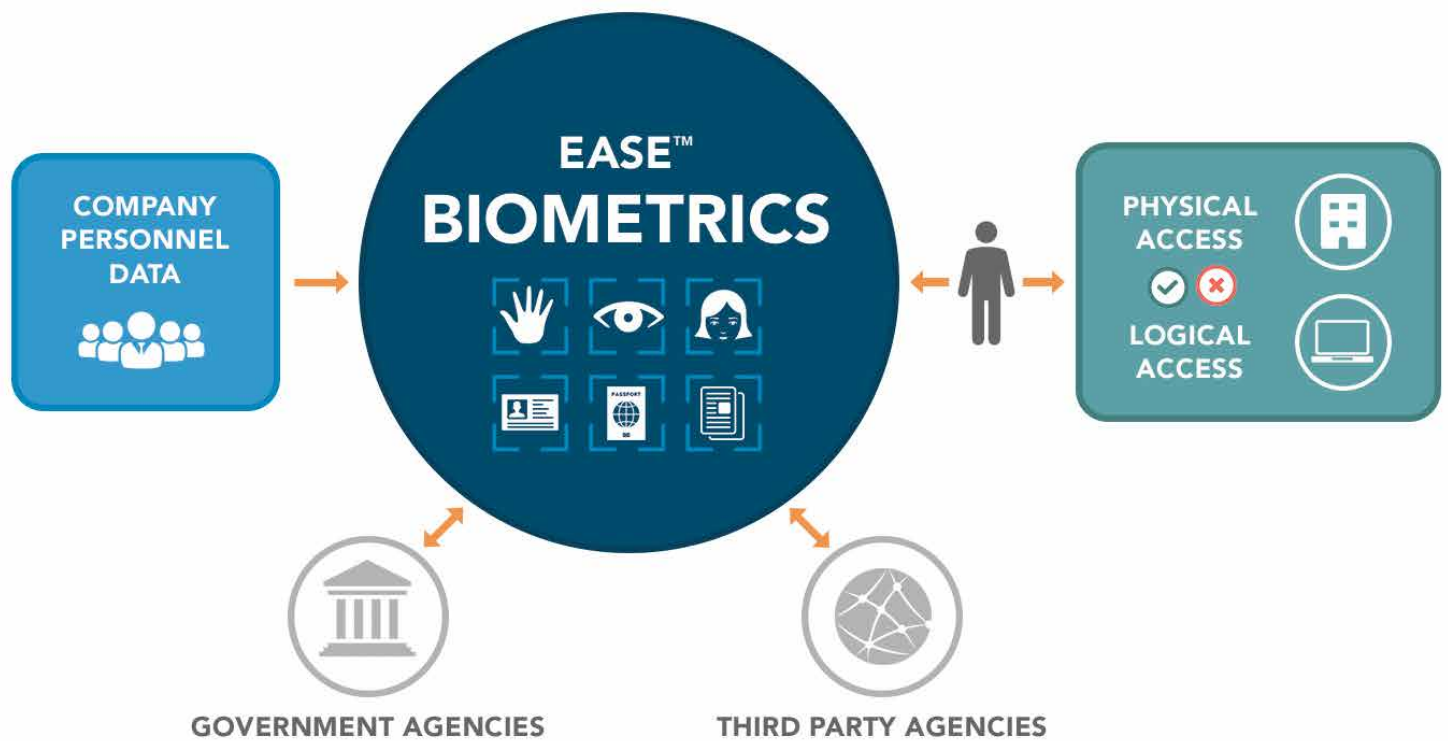 EASE™
BIOMETRICS
COMPANY
PERSONNEL
DATA
PASSPORT
PHYSICAL
ACCESS
LOGICAL
ACCESS
GOVERNMENT AGENCIES
THIRD PARTY AGENCIES